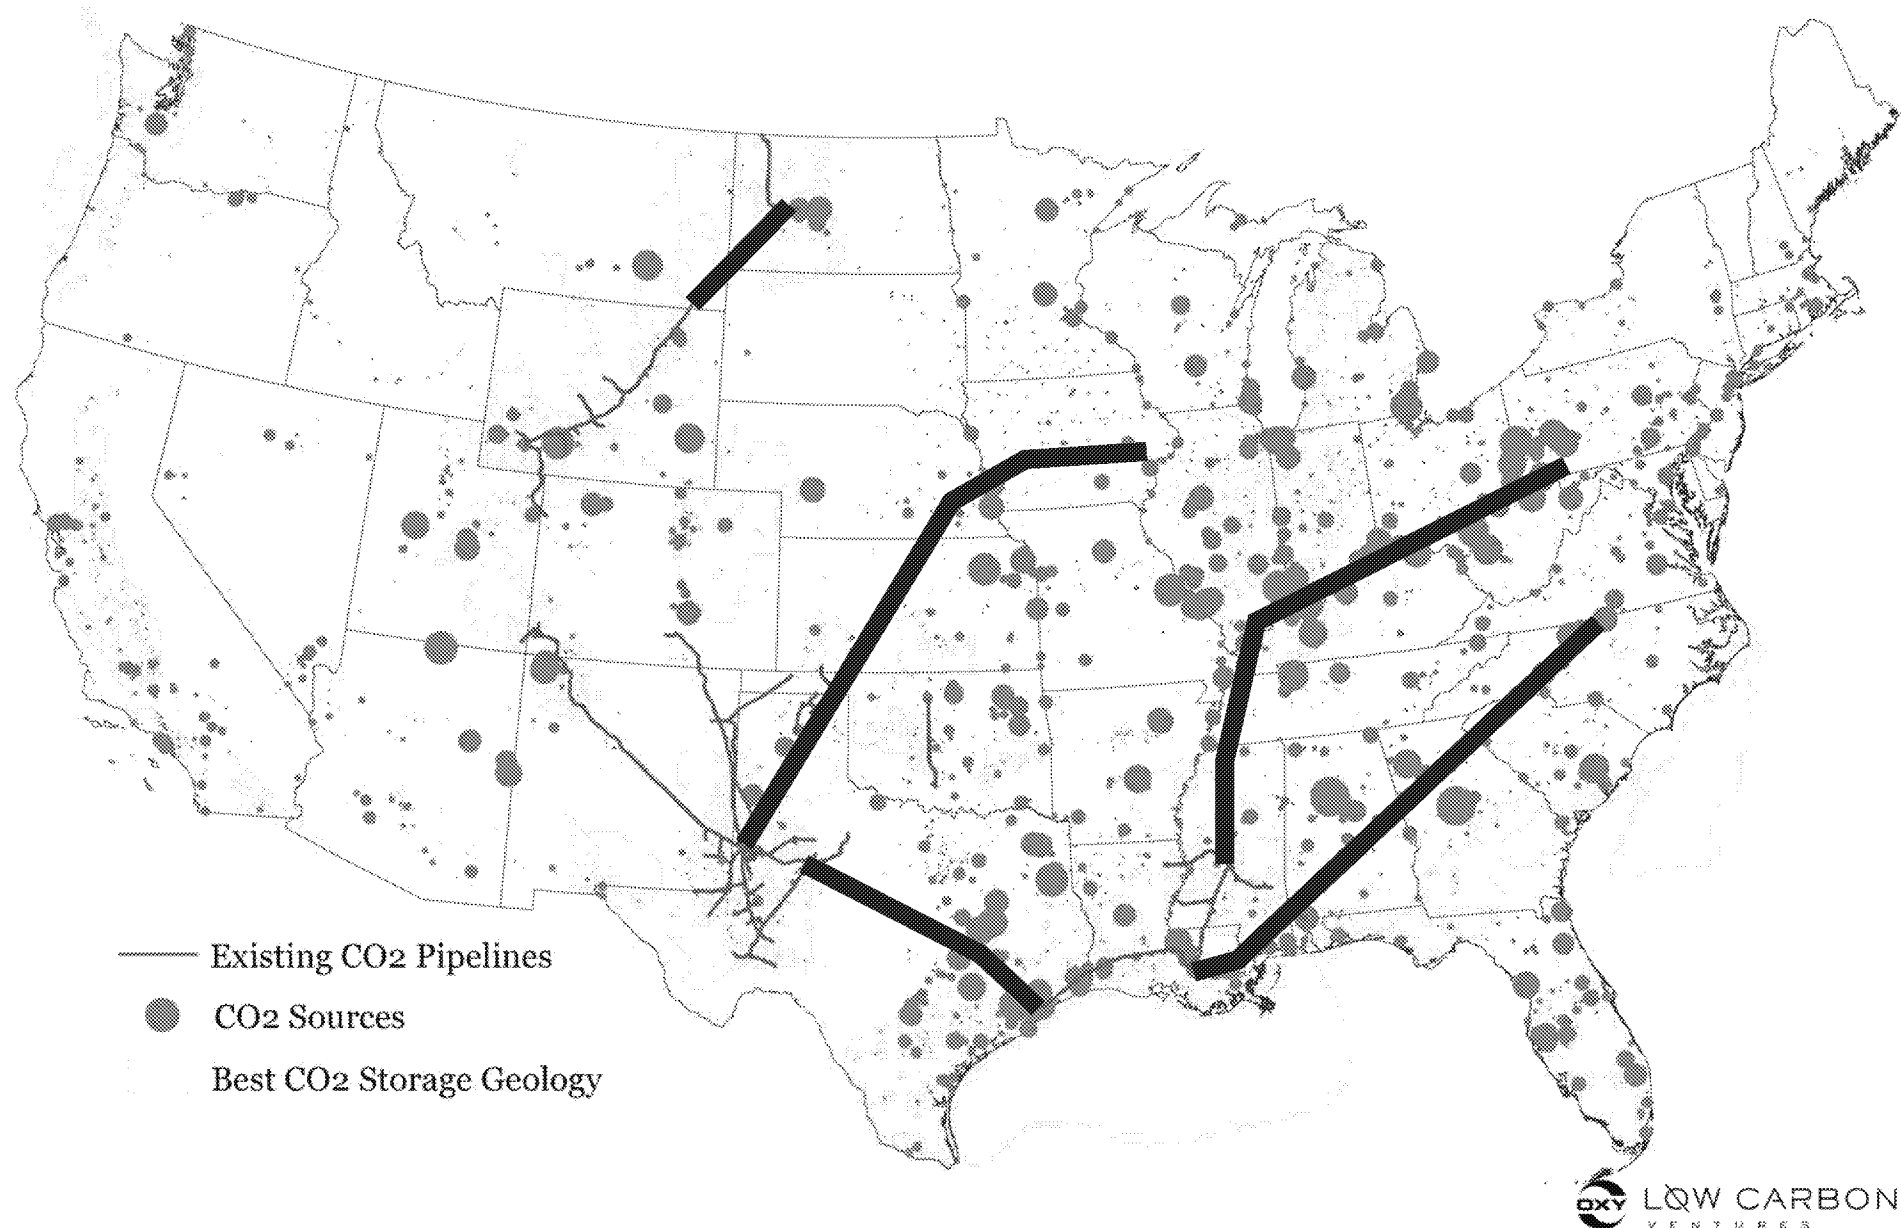 Existing CO2 Pipelines
CO2 Sources
Best CO2 Storage Geology
OXY
LOW CARBON
VENTURES